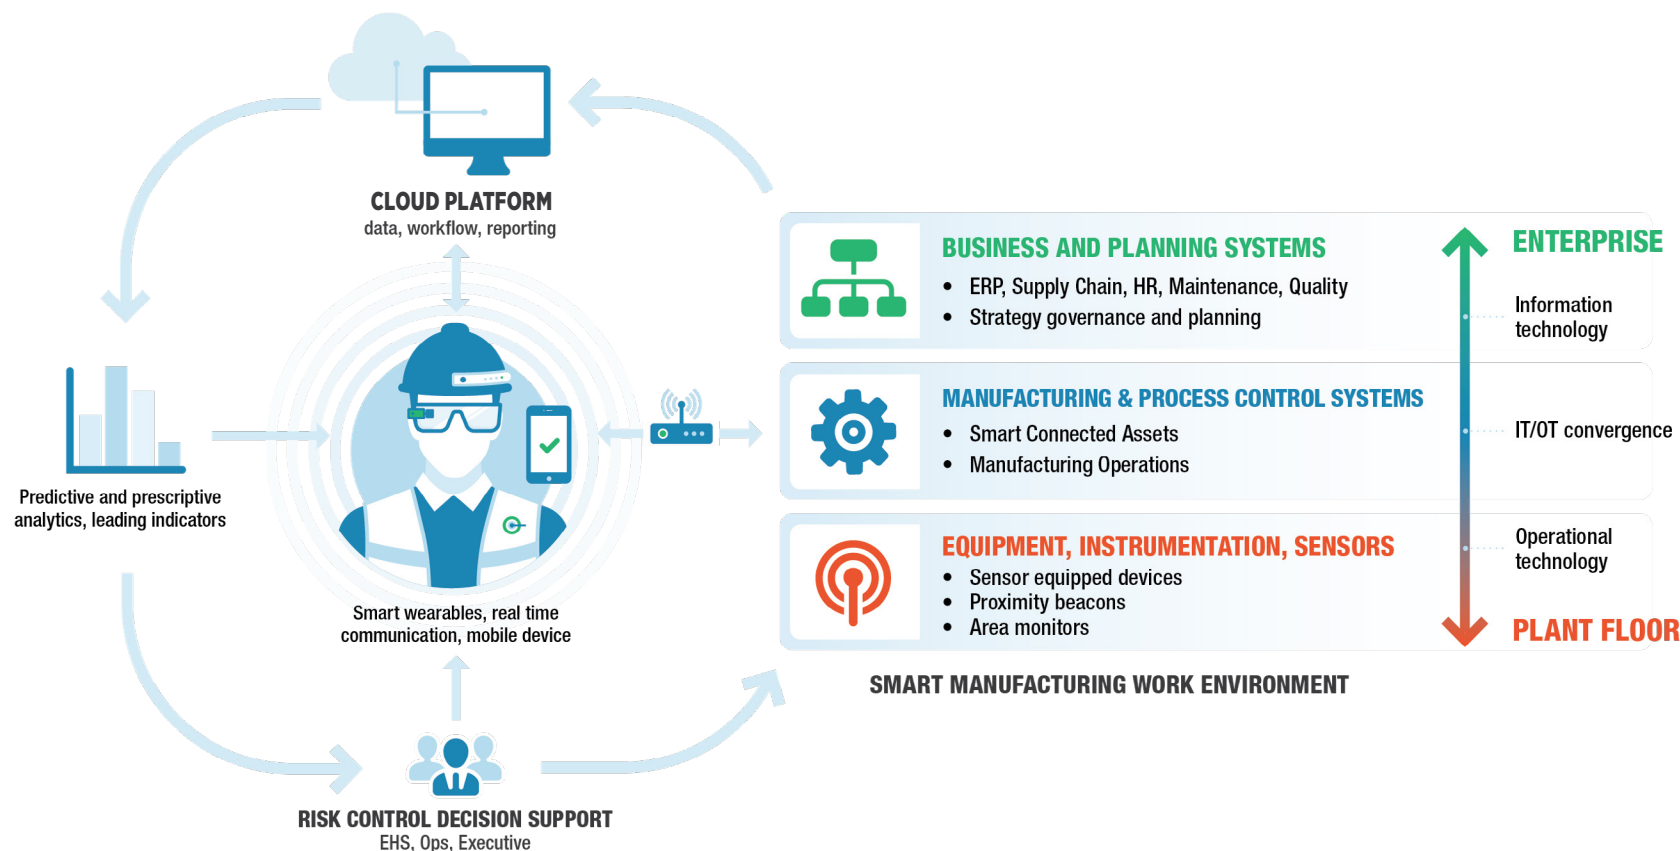 CLOUD PLATFORM
data, workflow, reporting
Predictive and prescriptive
analytics, leading indicators
Smart wearables, real time
communication, mobile device
RISK CONTROL DECISION SUPPORT
EHS, Ops, Executive
BUSINESS AND PLANNING SYSTEMS
• ERP, Supply Chain, HR, Maintenance, Quality
• Strategy governance and planning
MANUFACTURING & PROCESS CONTROL SYSTEMS
• Smart Connected Assets
• Manufacturing Operations
EQUIPMENT, INSTRUMENTATION, SENSORS
• Sensor equipped devices
• Proximity beacons
• Area monitors
ENTERPRISE
Information
technology
IT/OT convergence
Operational
technology
PLANT FLOOR
SMART MANUFACTURING WORK ENVIRONMENT